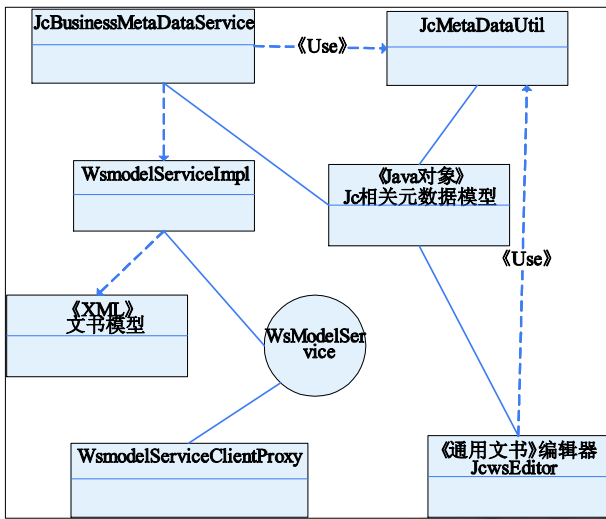 JcBusinessMetaDataService
JcMetaDataUtil
《Use》
WsmodelServiceImpl
《Java对象》
Jc相关元数据模型
《Use》
《XML》
文书模型
WsModelSer
vice
WsmodelServiceClientProxy
《通用文书》编辑器
JcwsEditor